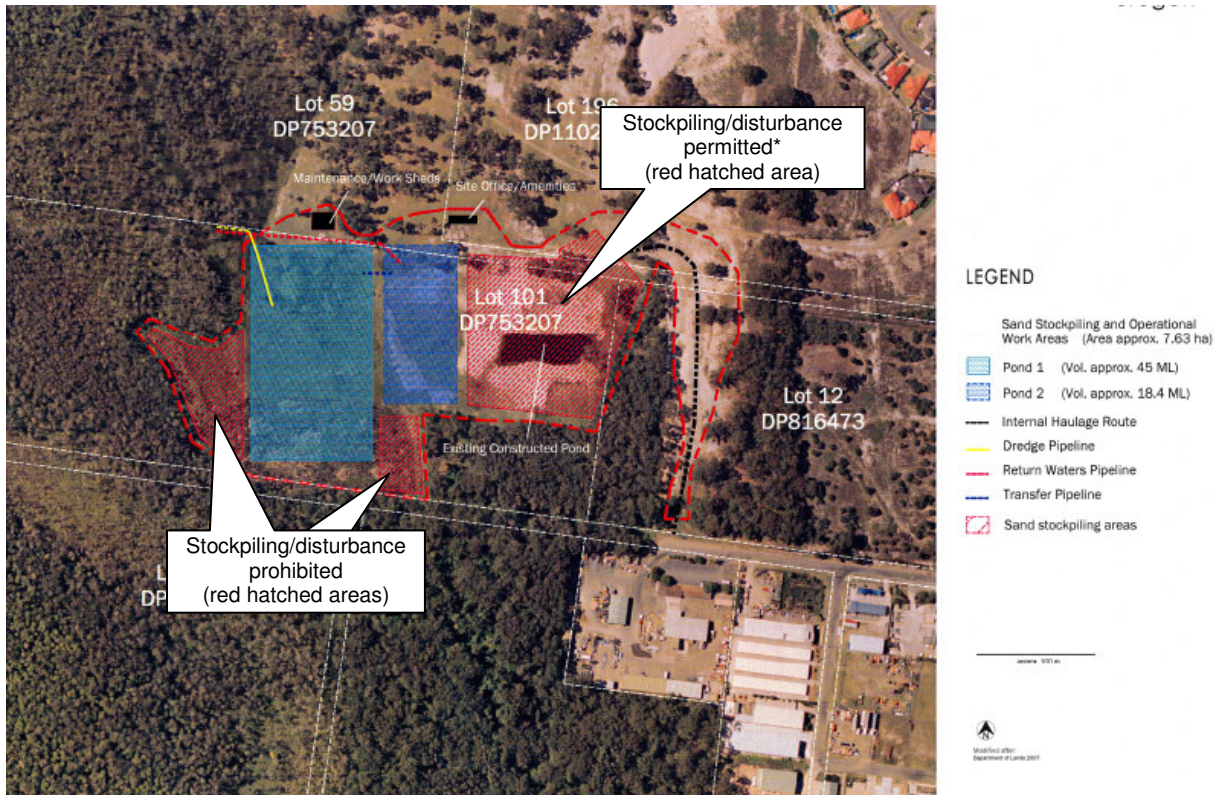 Lot 59
DP753207
Lot 196
DP1102
Stockpiling/disturbance
permitted*
(red hatched area)
Maintenance/Work Sheds
Site Office/Amenities
Lot 101
DP753207
Lot 12
DP816473
Existing Constructed Pond
Stockpiling/disturbance
prohibited
(red hatched areas)
L
DP
LEGEND
Sand Stockpiling and Operational
Work Areas (Area approx. 7.63 ha)
Pond 1 (Vol. approx. 45 ML)
Pond 2 (Vol. approx. 18.4 ML)
Internal Haulage Route
Dredge Pipeline
Return Waters Pipeline
Transfer Pipeline
Sand stockpiling areas
N
Modified after:
Department of Lands 2007